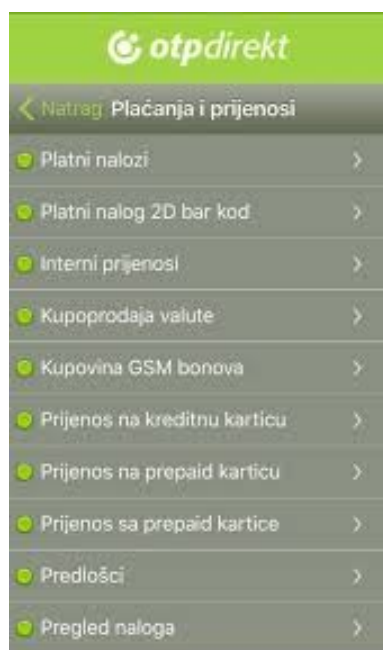 otpdirekt
Natrag Plaćanja i prijenosi
Platni nalozi
Platni nalog 2D bar kod
Interni prijenosi
Kupoprodaja valute
Kupovina GSM bonova
Prijenos na kreditnu karticu
Prijenos na prepaid karticu
Prijenos sa prepaid kartice
Predlošci
Pregled naloga